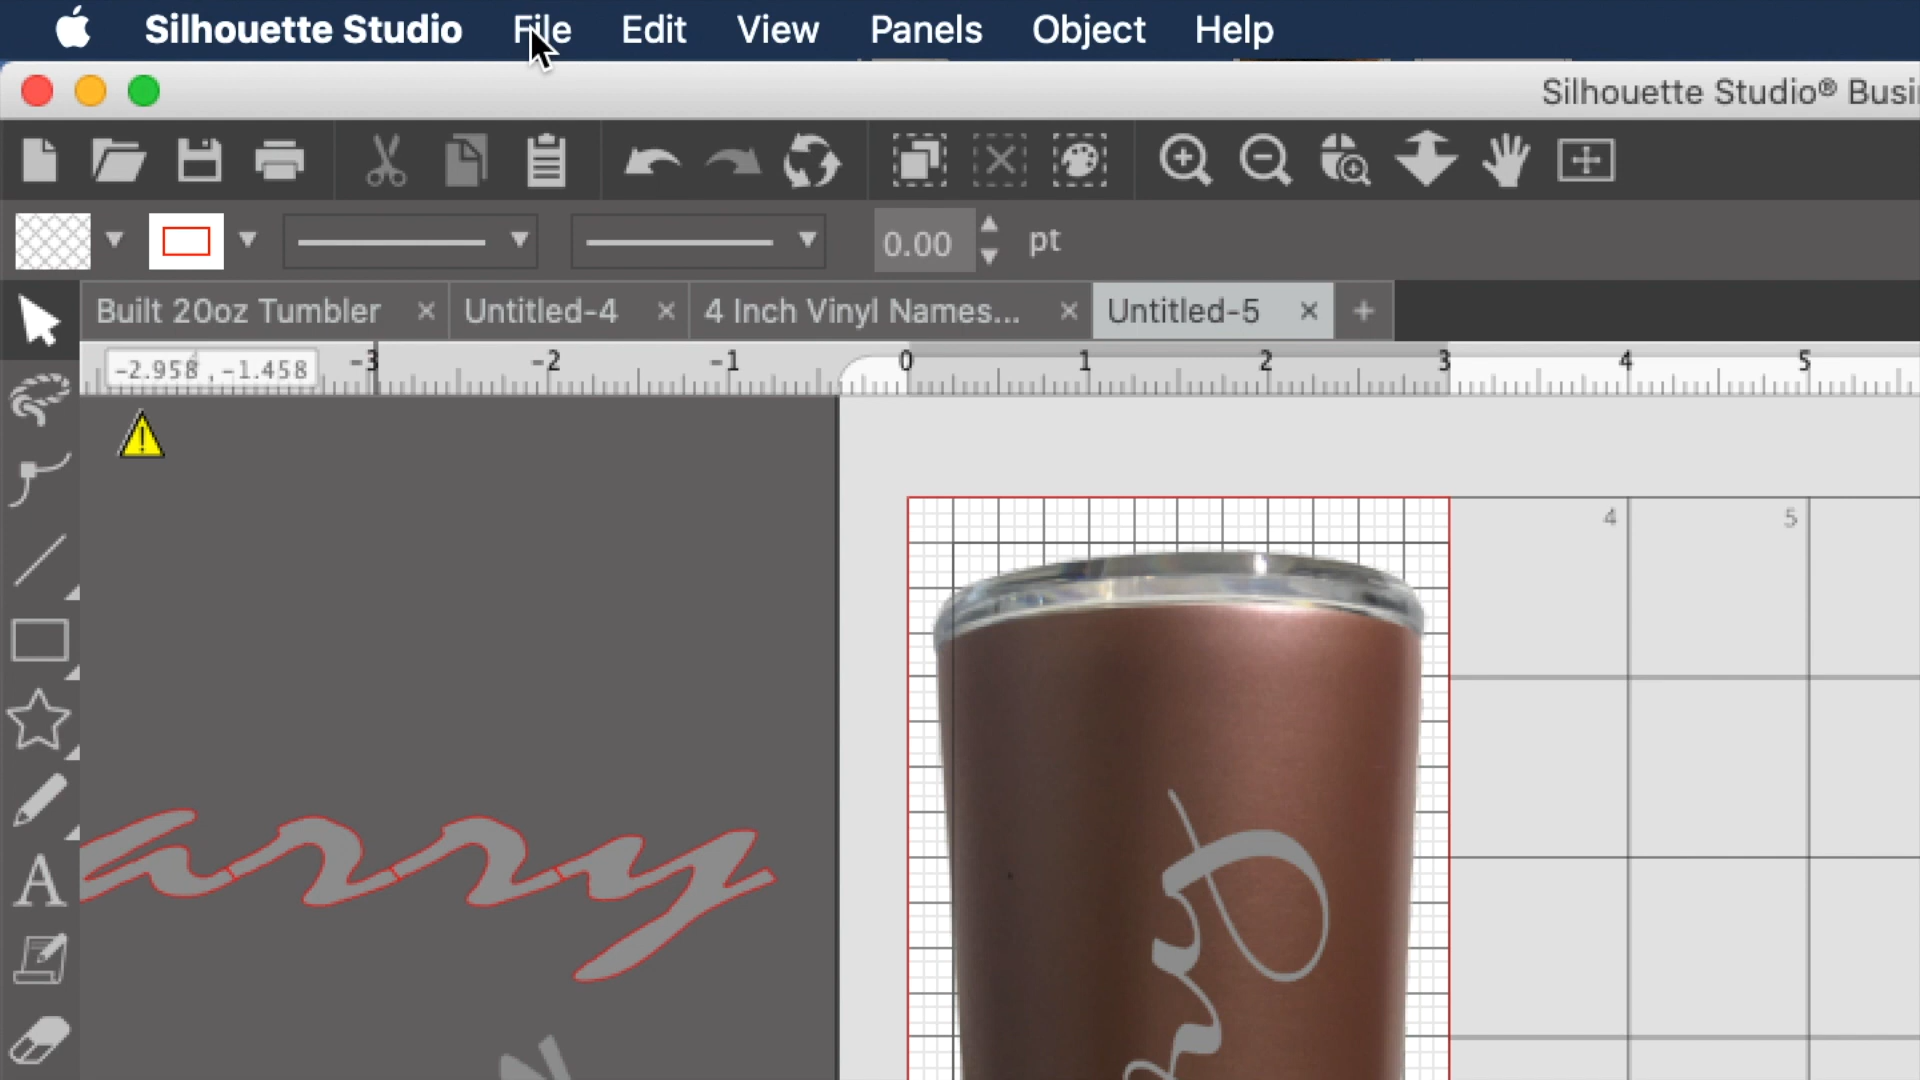 Silhouette Studio File Edit View Panels Object Help
Silhouette Studio® Busi
0.00 pt
Built 20oz Tumbler Untitled-4 4 Inch Vinyl Names... Untitled-5
-2.958 , -1.458 -3 -2 -1 0 1 2 3 4 5
4 5
arry